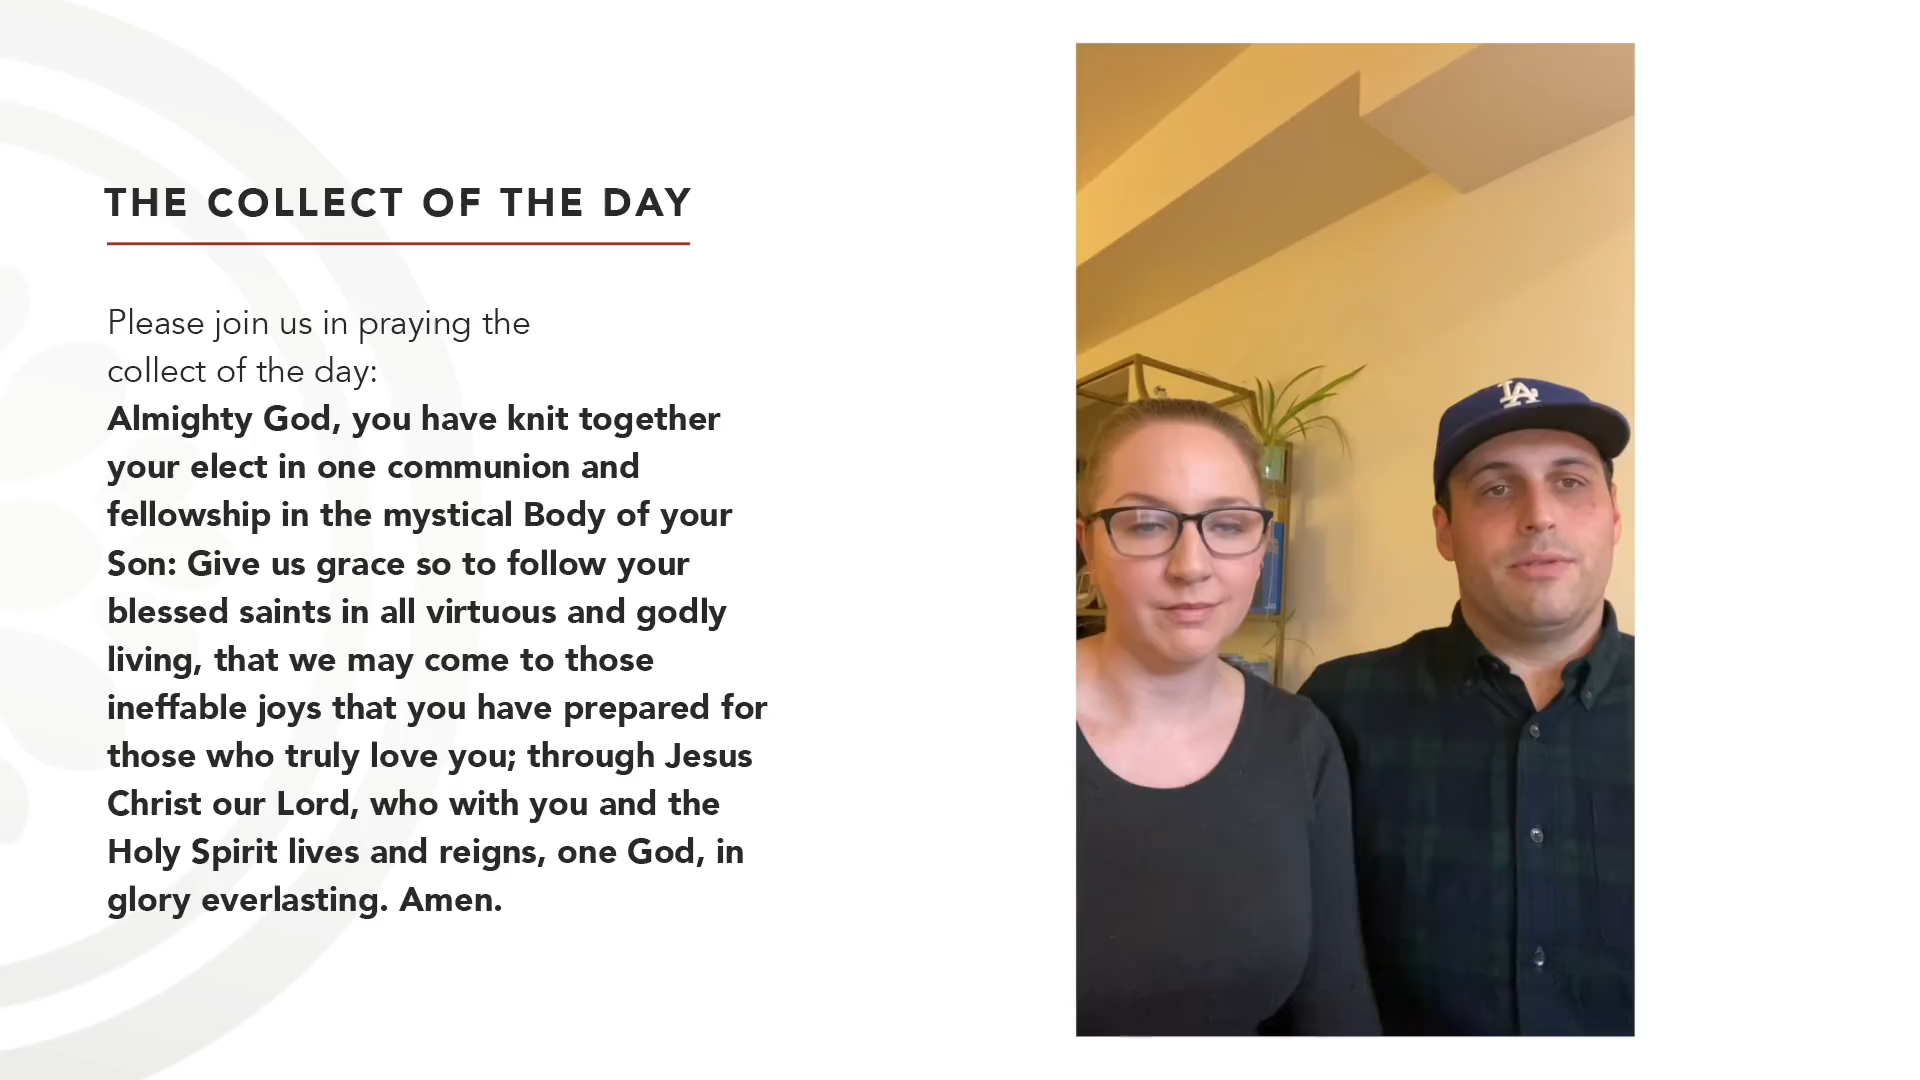 THE COLLECT OF THE DAY
Please join us in praying the
collect of the day:
Almighty God, you have knit together
your elect in one communion and
fellowship in the mystical Body of your
Son: Give us grace so to follow your
blessed saints in all virtuous and godly
living, that we may come to those
ineffable joys that you have prepared for
those who truly love you; through Jesus
Christ our Lord, who with you and the
Holy Spirit lives and reigns, one God, in
glory everlasting. Amen.
LA